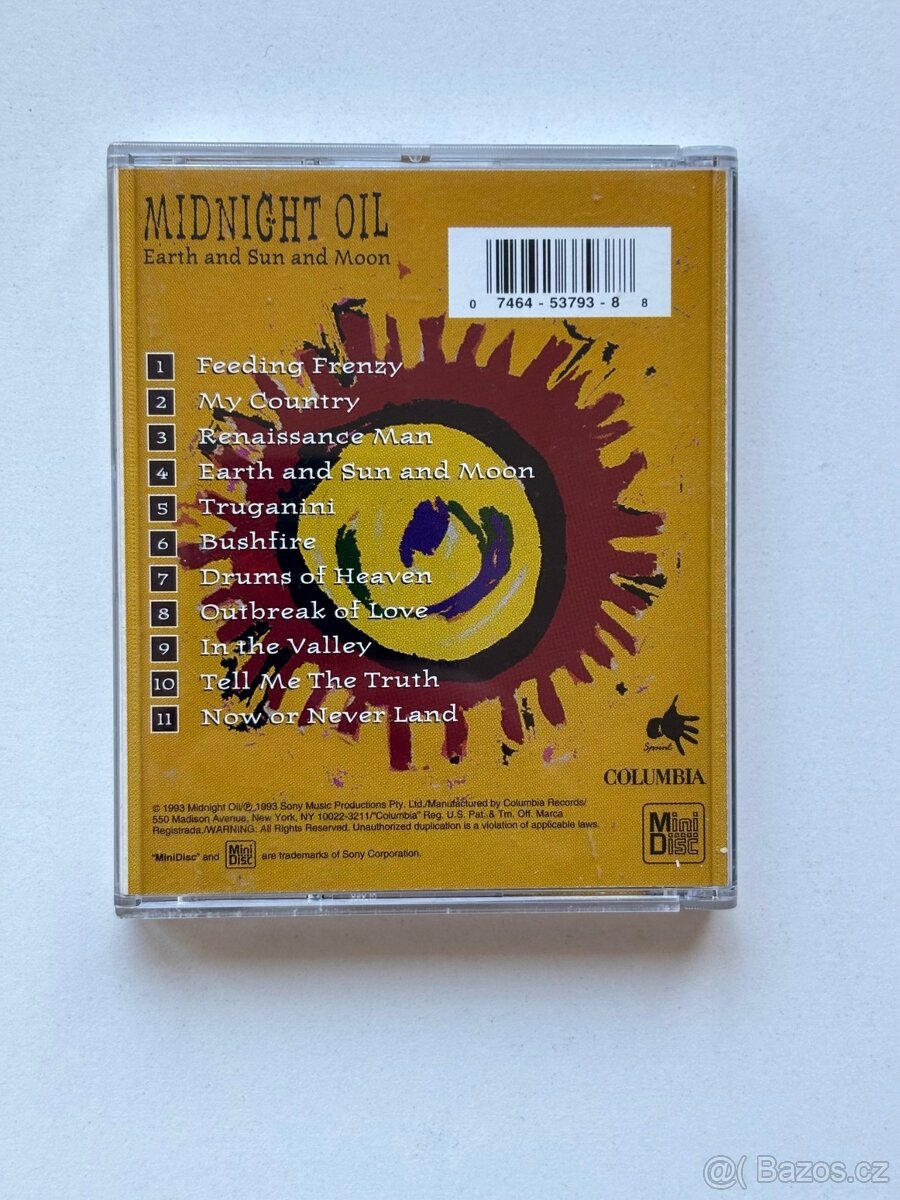 MIDNIGHT OIL
Earth and Sun and Moon
0 7464 - 53793 - 8 8
1 Feeding Frenzy
2 My Country
3 Renaissance Man
4 Earth and Sun and Moon
5 Truganini
6 Bushfire
7 Drums of Heaven
8 Outbreak of Love
9 In the Valley
10 Tell Me The Truth
11 Now or Never Land
Sprint
COLUMBIA
© 1993 Midnight Oil/℗ 1993 Sony Music Productions Pty. Ltd./Manufactured by Columbia Records/
550 Madison Avenue, New York, NY 10022-3211/"Columbia" Reg. U.S. Pat. & Tm. Off. Marca
Registrada./WARNING: All Rights Reserved. Unauthorized duplication is a violation of applicable laws.
"MiniDisc" and Mini Disc are trademarks of Sony Corporation.
Mini
Disc
@( Bazos.cz